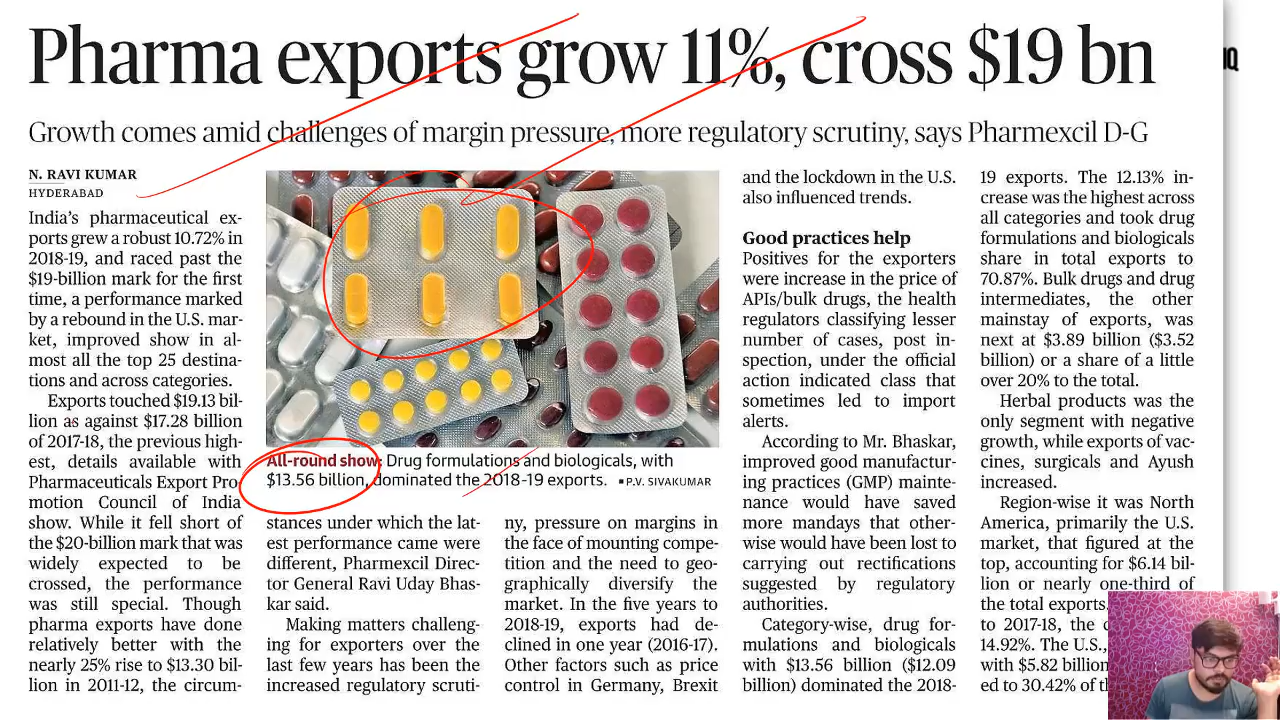 Pharma exports grow 11%, cross $19 bn
Growth comes amid challenges of margin pressure, more regulatory scrutiny, says Pharmexcil D-G
N. RAVI KUMAR
HYDERABAD
India's pharmaceutical ex-
ports grew a robust 10.72% in
2018-19, and raced past the
$19-billion mark for the first
time, a performance marked
by a rebound in the U.S. mar-
ket, improved show in al-
most all the top 25 destina-
tions and across categories.
Exports touched $19.13 bil-
lion as against $17.28 billion
of 2017-18, the previous high-
est, details available with
Pharmaceuticals Export Pro-
motion Council of India
show. While it fell short of
the $20-billion mark that was
widely expected to be
crossed, the performance
was still special. Though
pharma exports have done
relatively better with the
nearly 25% rise to $13.30 bil-
lion in 2011-12, the circum-
All-round show: Drug formulations and biologicals, with
$13.56 billion, dominated the 2018-19 exports. ■ P.V. SIVAKUMAR
stances under which the lat-
est performance came were
different, Pharmexcil Direc-
tor General Ravi Uday Bhas-
kar said.
Making matters challeng-
ing for exporters over the
last few years has been the
increased regulatory scruti-
ny, pressure on margins in
the face of mounting compe-
tition and the need to geo-
graphically diversify the
market. In the five years to
2018-19, exports had de-
clined in one year (2016-17).
Other factors such as price
control in Germany, Brexit
and the lockdown in the U.S.
also influenced trends.
Good practices help
Positives for the exporters
were increase in the price of
APIs/bulk drugs, the health
regulators classifying lesser
number of cases, post in-
spection, under the official
action indicated class that
sometimes led to import
alerts.
According to Mr. Bhaskar,
improved good manufactur-
ing practices (GMP) mainte-
nance would have saved
more mandays that other-
wise would have been lost to
carrying out rectifications
suggested by regulatory
authorities.
Category-wise, drug for-
mulations and biologicals
with $13.56 billion ($12.09
billion) dominated the 2018-
19 exports. The 12.13% in-
crease was the highest across
all categories and took drug
formulations and biologicals
share in total exports to
70.87%. Bulk drugs and drug
intermediates, the other
mainstay of exports, was
next at $3.89 billion ($3.52
billion) or a share of a little
over 20% to the total.
Herbal products was the
only segment with negative
growth, while exports of vac-
cines, surgicals and Ayush
increased.
Region-wise it was North
America, primarily the U.S.
market, that figured at the
top, accounting for $6.14 bil-
lion or nearly one-third of
the total exports.
to 2017-18, the
14.92%. The U.S.,
with $5.82 billion
ed to 30.42% of